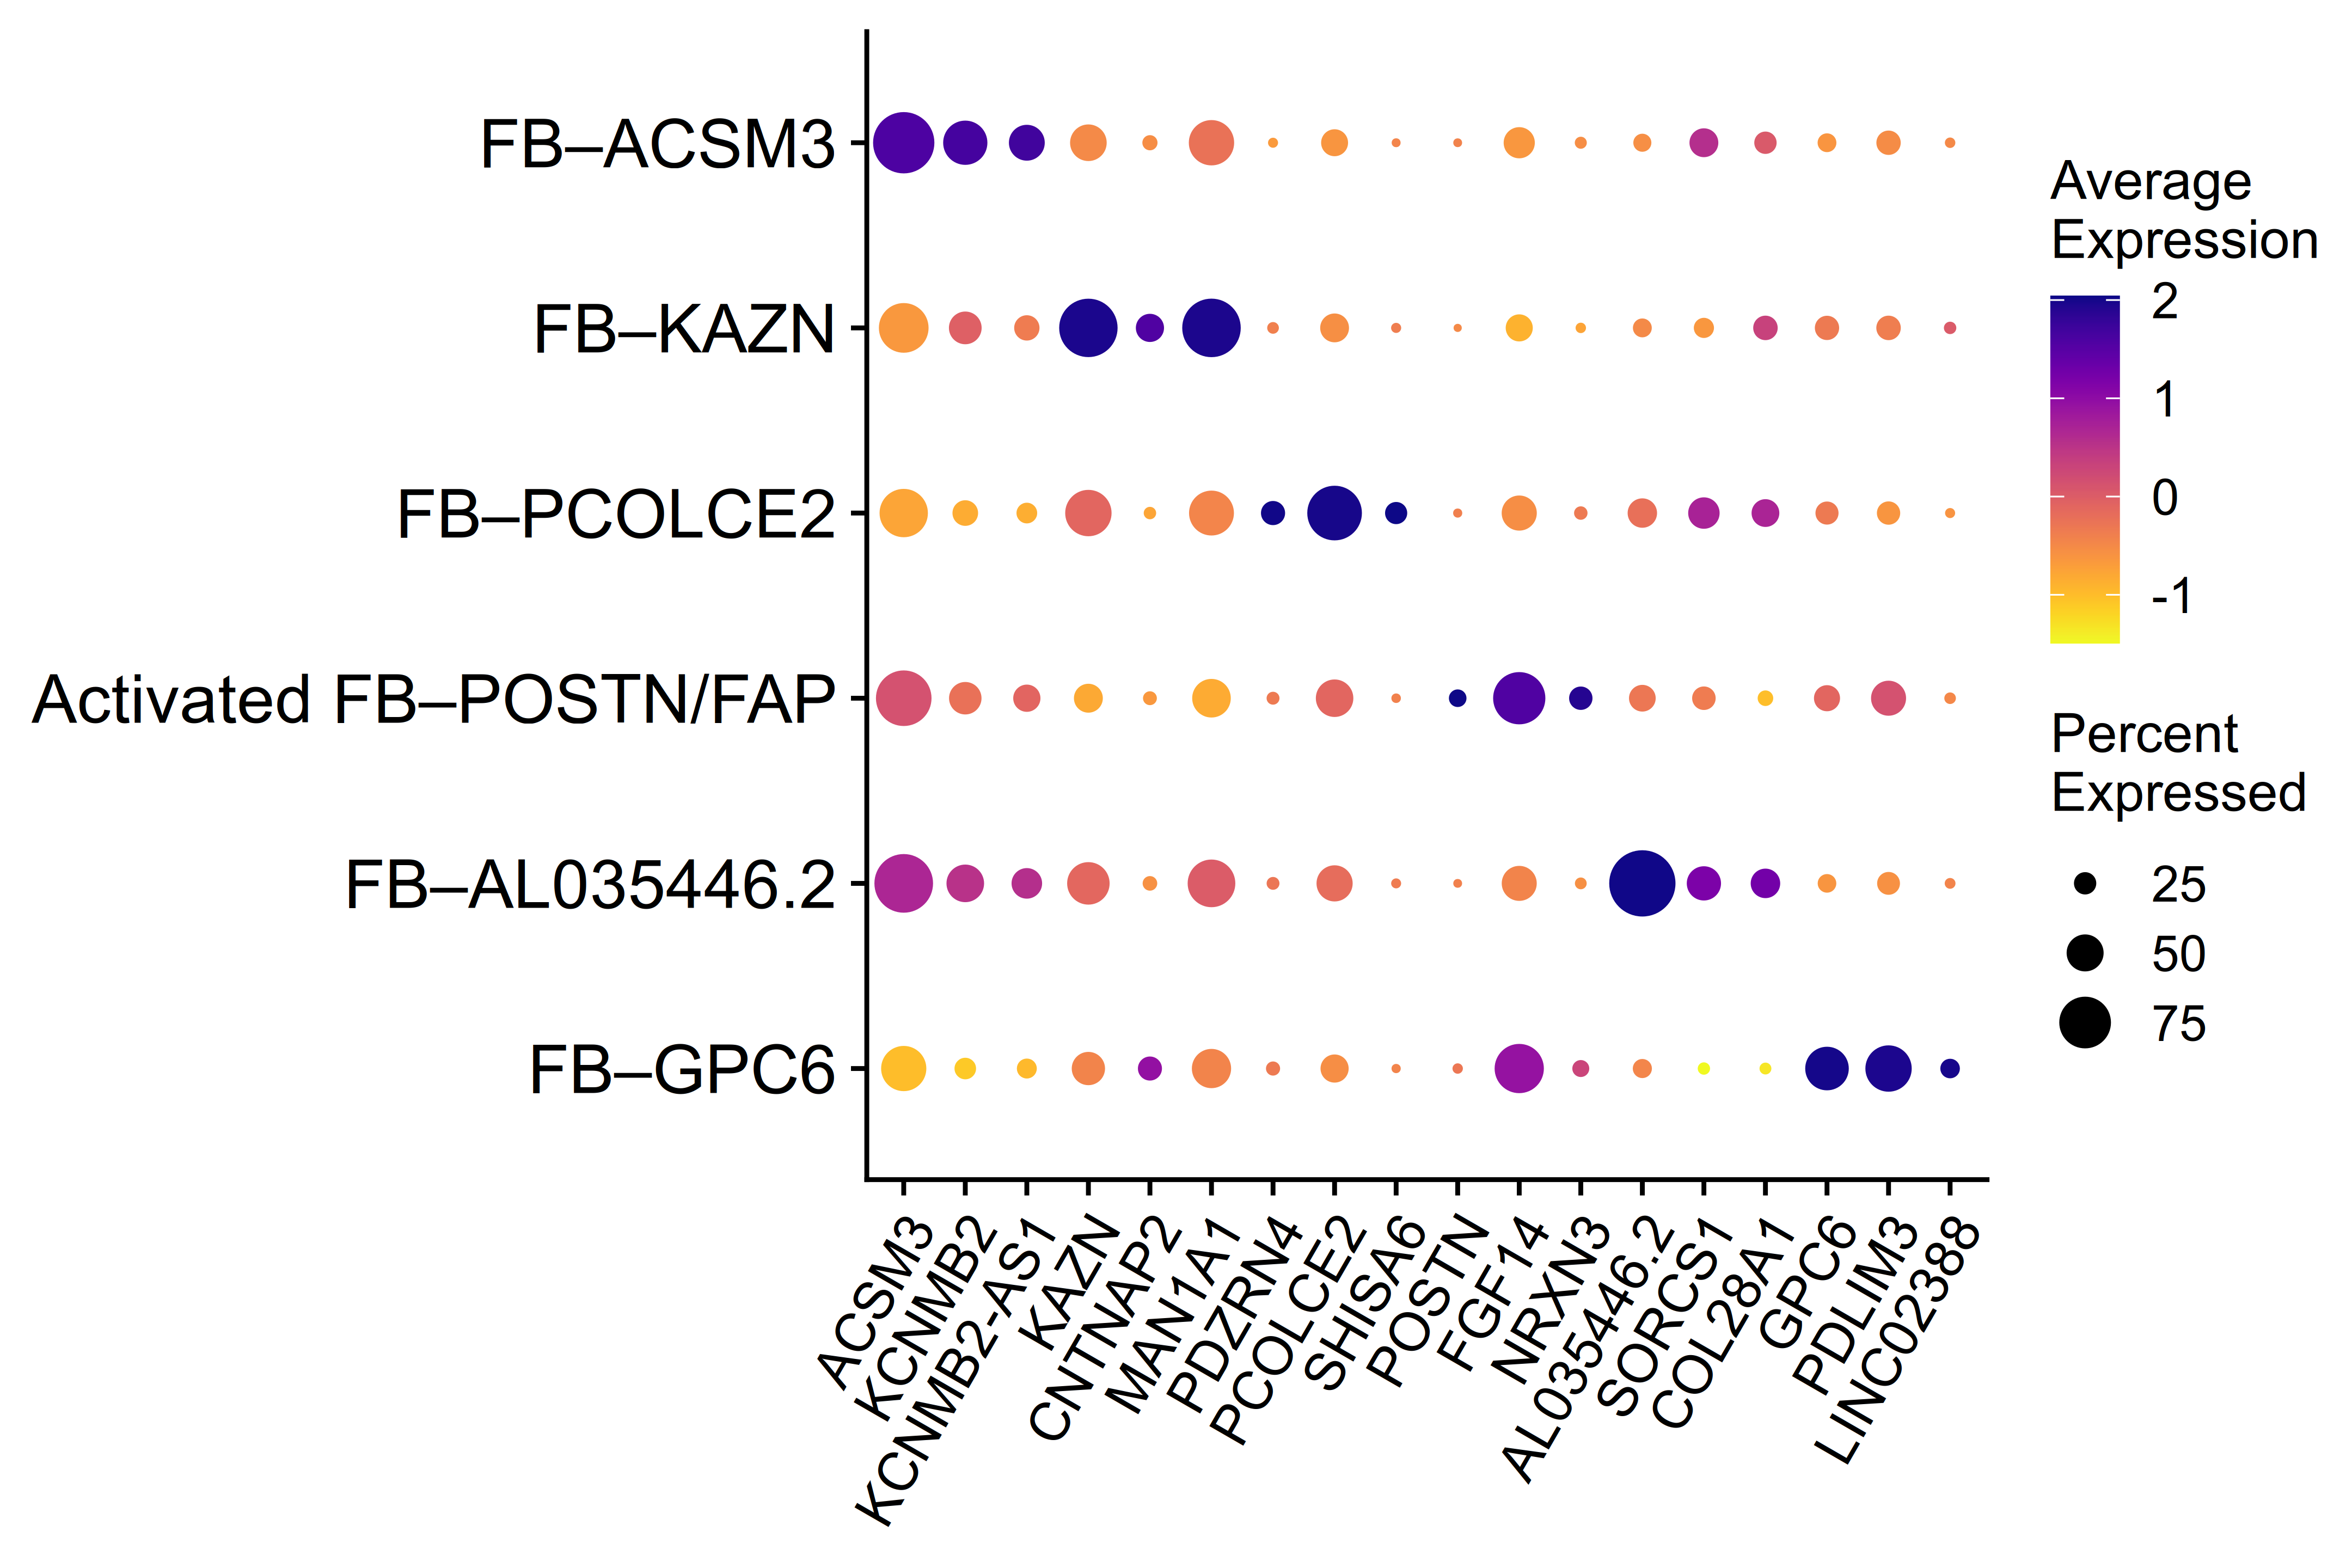 FB–ACSM3
FB–KAZN
FB–PCOLCE2
Activated FB–POSTN/FAP
FB–AL035446.2
FB–GPC6
ACSM3
KCNMB2
KCNMB2-AS1
KAZN
CNTNAP2
MAN1A1
PDZRN4
PCOLCE2
SHISA6
POSTN
FGF14
NRXN3
AL035446.2
SORCS1
COL28A1
GPC6
PDLIM3
LINC02388
Average
Expression
2
1
0
-1
Percent
Expressed
25
50
75